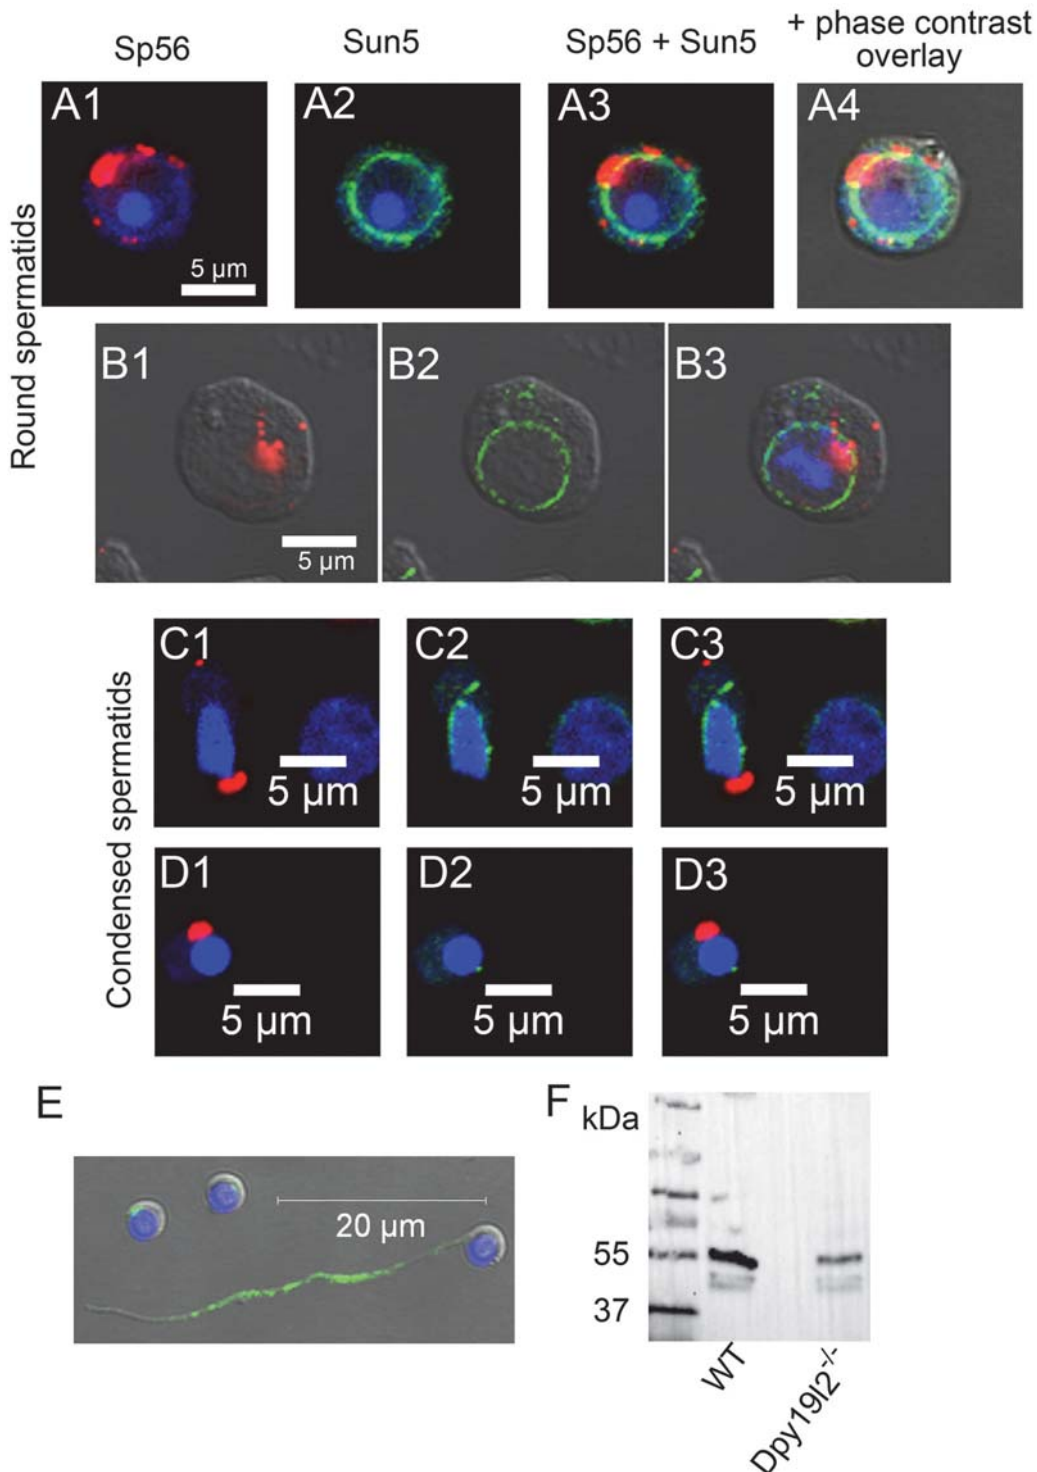 Sp56
Sun5
Sp56 + Sun5
+ phase contrast
overlay
Round spermatids
A1
5 µm
A2
A3
A4
B1
5 µm
B2
B3
Condensed spermatids
C1
5 µm
C2
5 µm
C3
5 µm
D1
5 µm
D2
5 µm
D3
5 µm
E
20 µm
F
kDa
55
37
WT
Dpy19l2-/-